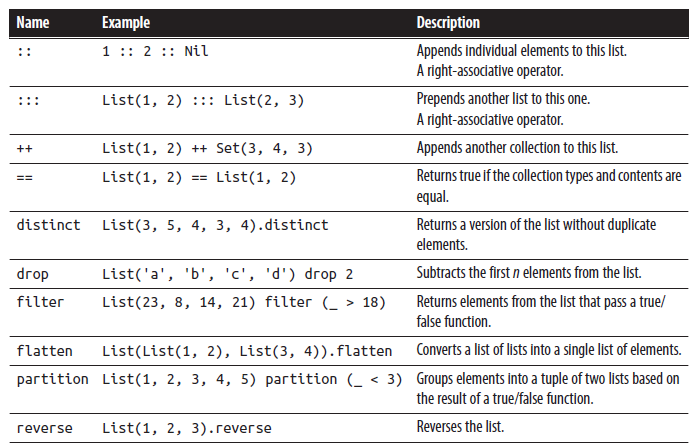 Name Example Description
:: 1 :: 2 :: Nil Appends individual elements to this list.
A right-associative operator.
::: List(1, 2) ::: List(2, 3) Prepends another list to this one.
A right-associative operator.
++ List(1, 2) ++ Set(3, 4, 3) Appends another collection to this list.
== List(1, 2) == List(1, 2) Returns true if the collection types and contents are
equal.
distinct List(3, 5, 4, 3, 4).distinct Returns a version of the list without duplicate
elements.
drop List('a', 'b', 'c', 'd') drop 2 Subtracts the first n elements from the list.
filter List(23, 8, 14, 21) filter (_ > 18) Returns elements from the list that pass a true/
false function.
flatten List(List(1, 2), List(3, 4)).flatten Converts a list of lists into a single list of elements.
partition List(1, 2, 3, 4, 5) partition (_ < 3) Groups elements into a tuple of two lists based on
the result of a true/false function.
reverse List(1, 2, 3).reverse Reverses the list.